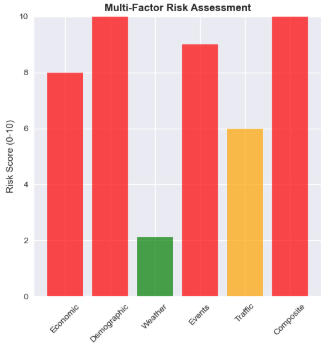 Multi-Factor Risk Assessment
Risk Score (0-10)
10
8
6
4
2
0
Economic
Demographic
Weather
Events
Traffic
Composite